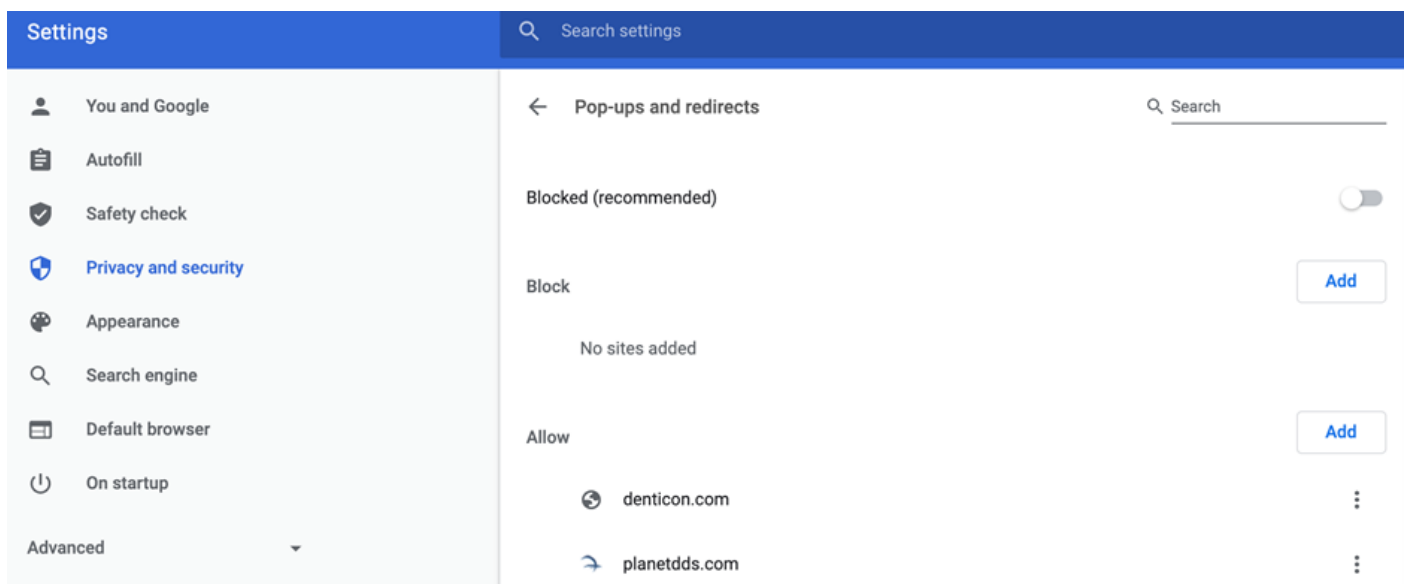 Settings
Search settings
You and Google
Autofill
Safety check
Privacy and security
Appearance
Search engine
Default browser
On startup
Advanced
Pop-ups and redirects
Search
Blocked (recommended)
Block
Add
No sites added
Allow
Add
denticon.com
planetdds.com